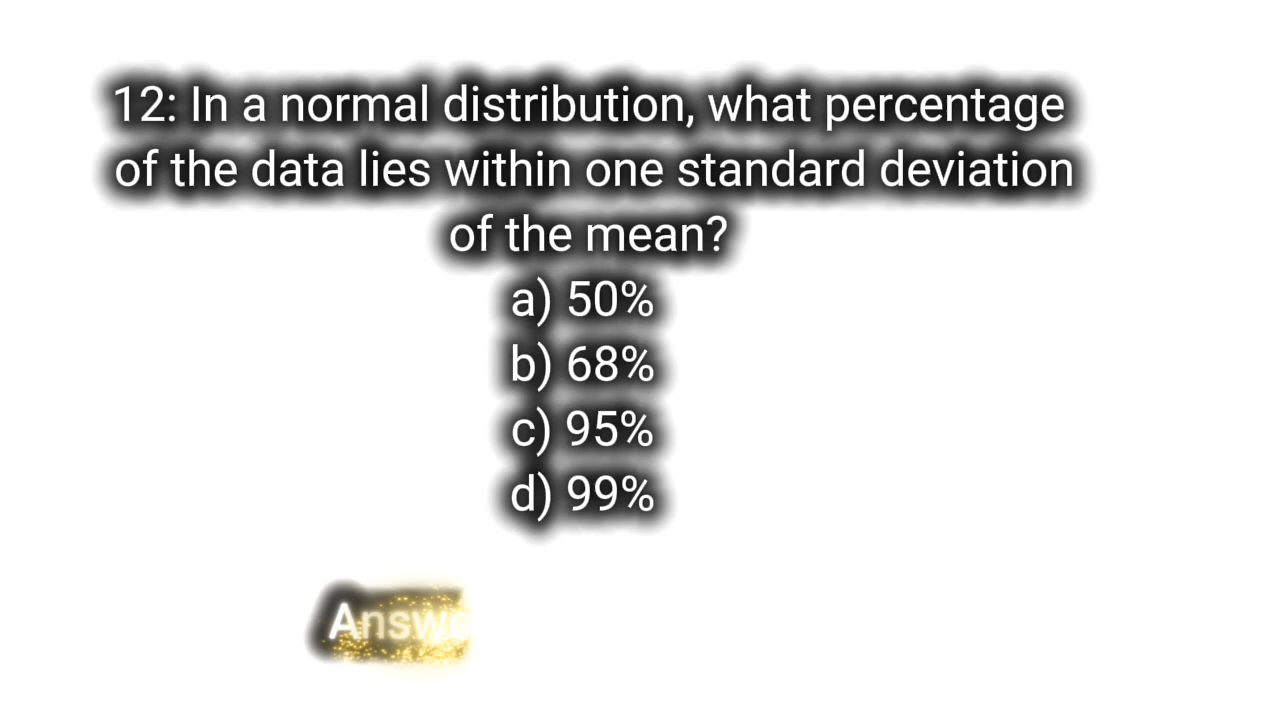 12: In a normal distribution, what percentage
of the data lies within one standard deviation
of the mean?
a) 50%
b) 68%
c) 95%
d) 99%